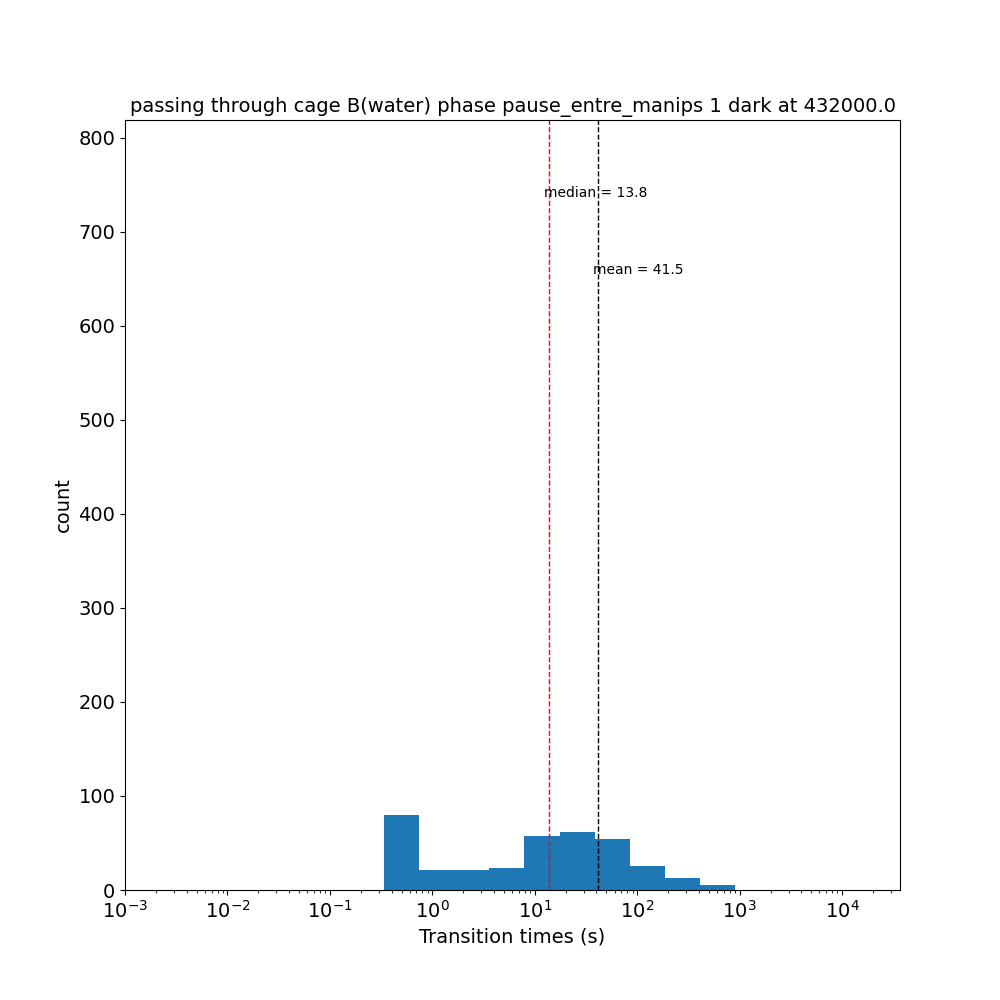 passing through cage B(water) phase pause_entre_manips 1 dark at 432000.0
800
median = 13.8
700
mean = 41.5
600
500
400
300
200
100
0
count
10⁻³ 10⁻² 10⁻¹ 10⁰ 10¹ 10² 10³ 10⁴
Transition times (s)